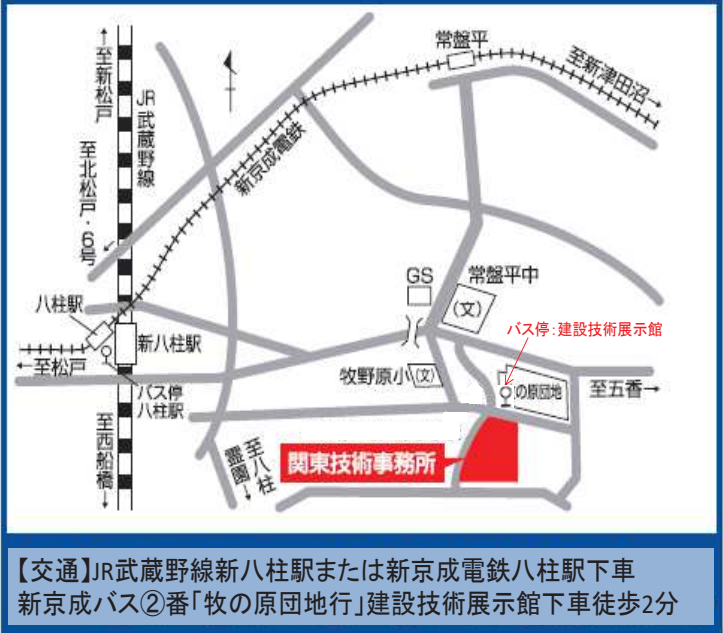 至新松戸
JR武蔵野線
常盤平
至新津田沼
新京成電鉄
至北松戸・6号
GS
常盤平中
(文)
八柱駅
新八柱駅
バス停:建設技術展示館
至松戸
牧野原小(文)
の原団地
至五香
バス停
八柱駅
至西船橋
至八柱
霊園
関東技術事務所
【交通】JR武蔵野線新八柱駅または新京成電鉄八柱駅下車
新京成バス②番「牧の原団地行」建設技術展示館下車徒歩2分